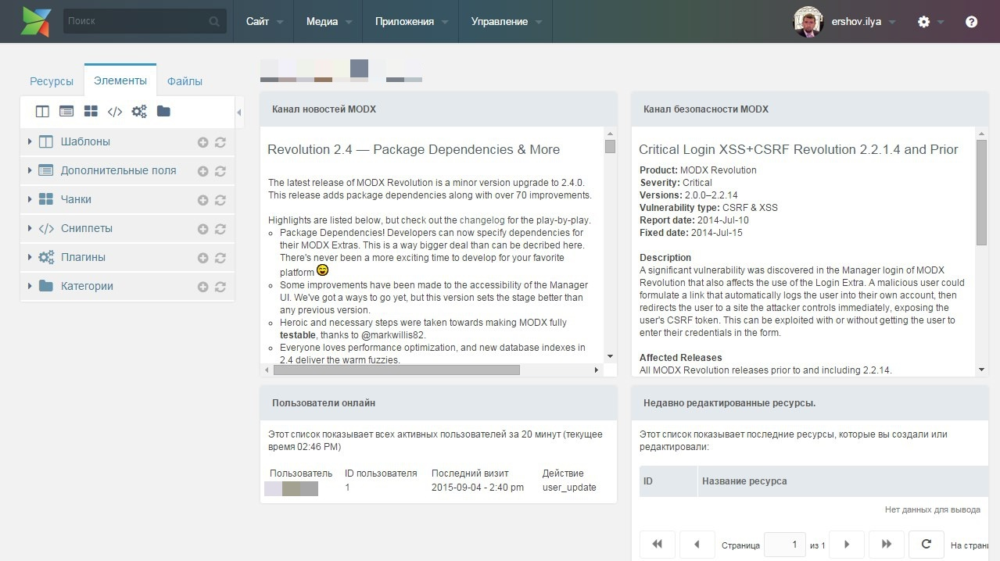 Поиск
Сайт
Медиа
Приложения
Управление
ershov.ilya
Ресурсы
Элементы
Файлы
Шаблоны
Дополнительные поля
Чанки
Сниппеты
Плагины
Категории
Канал новостей MODX
Revolution 2.4 — Package Dependencies & More
The latest release of MODX Revolution is a minor version upgrade to 2.4.0.
This release adds package dependencies along with over 70 improvements.
Highlights are listed below, but check out the changelog for the play-by-play.
Package Dependencies! Developers can now specify dependencies for
their MODX Extras. This is a way bigger deal than can be decribed here.
There's never been a more exciting time to develop for your favorite
platform
Some improvements have been made to the accessibility of the Manager
UI. We've got a ways to go yet, but this version sets the stage better than
any previous version.
Heroic and necessary steps were taken towards making MODX fully
testable, thanks to @markwillis82.
Everyone loves performance optimization, and new database indexes in
2.4 deliver the warm fuzzies.
Канал безопасности MODX
Critical Login XSS+CSRF Revolution 2.2.1.4 and Prior
Product: MODX Revolution
Severity: Critical
Versions: 2.0.0–2.2.14
Vulnerability type: CSRF & XSS
Report date: 2014-Jul-10
Fixed date: 2014-Jul-15
Description
A significant vulnerability was discovered in the Manager login of MODX
Revolution that also affects the use of the Login Extra. A malicious user could
formulate a link that automatically logs the user into their own account, then
redirects the user to a site the attacker controls immediately, exposing the
user's CSRF token. This can be exploited with or without getting the user to
enter their credentials in the form.
Affected Releases
All MODX Revolution releases prior to and including 2.2.14.
Пользователи онлайн
Этот список показывает всех активных пользователей за 20 минут (текущее
время 02:46 PM)
Пользователь ID пользователя Последний визит Действие
1 2015-09-04 - 2:40 pm user_update
Недавно редактированные ресурсы.
Этот список показывает последние ресурсы, которые вы создали или
редактировали:
ID Название ресурса
Нет данных для вывода
Страница 1 из 1 На страни